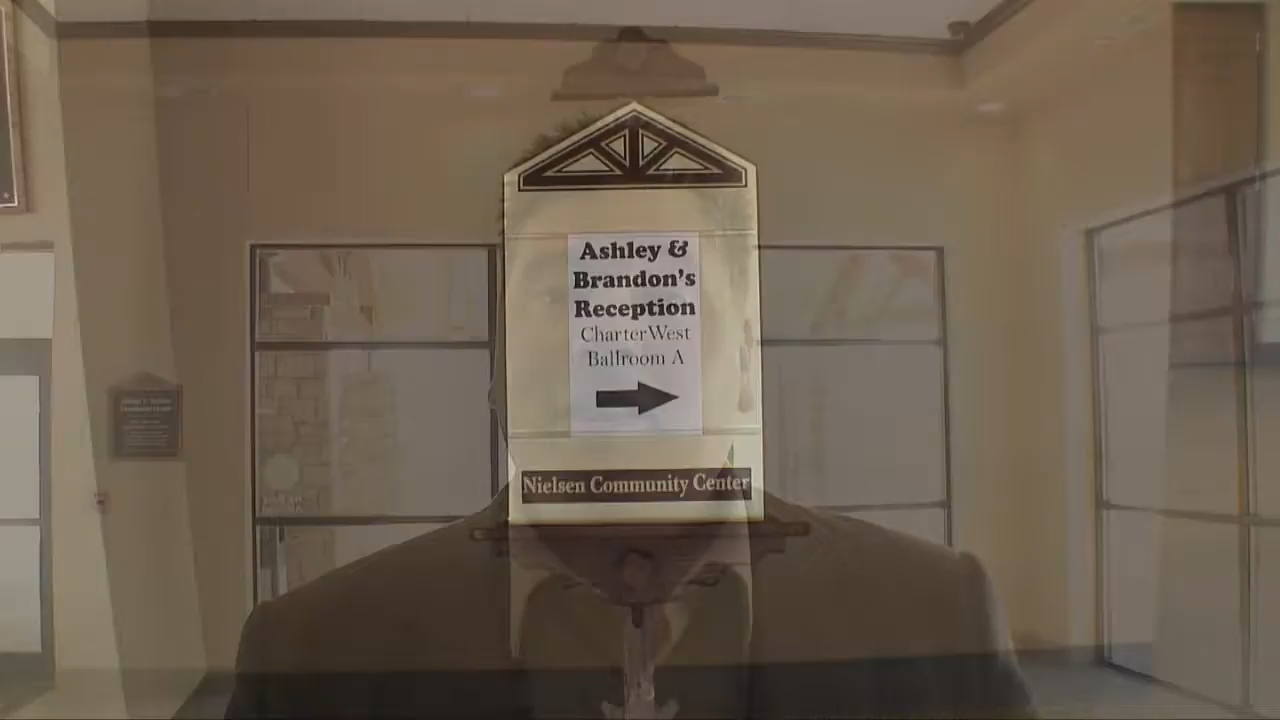 Ashley &
Brandon's
Reception
CharterWest
Ballroom A
Nielsen Community Center